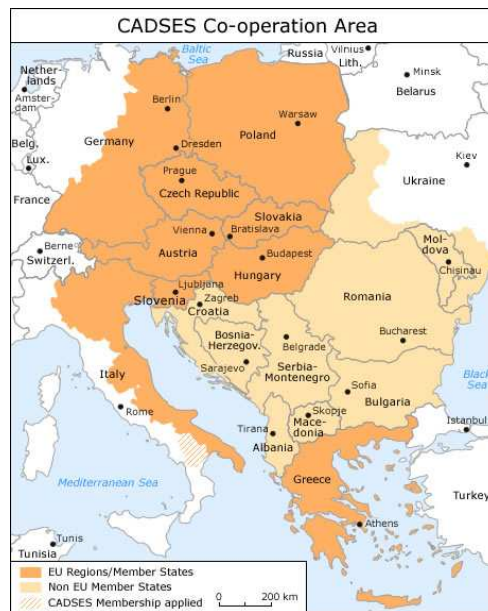 CADSES Co-operation Area
Baltic
Sea
Russia
Vilnius
Lith.
Nether-
lands
Amster-
dam
Minsk
Belarus
Berlin
Warsaw
Germany
Poland
Belg.
Dresden
Lux.
Prague
Czech Republic
Kiev
Ukraine
France
Slovakia
Vienna
Bratislava
Berne
Switzerl.
Austria
Budapest
Hungary
Mol-
dova
Chisinau
Ljubljana
Slovenia
Zagreb
Croatia
Romania
Bosnia-
Herzegov.
Belgrade
Bucharest
Sarajevo
Serbia-
Montenegro
Italy
Sofia
Bulgaria
Black
Sea
Rome
Skopje
Mace-
donia
Tirana
Albania
Istanbul
Greece
Mediterranean Sea
Turkey
Athens
Tunis
Tunisia
EU Regions/Member States
Non EU Member States
CADSES Membership applied
0 200 km